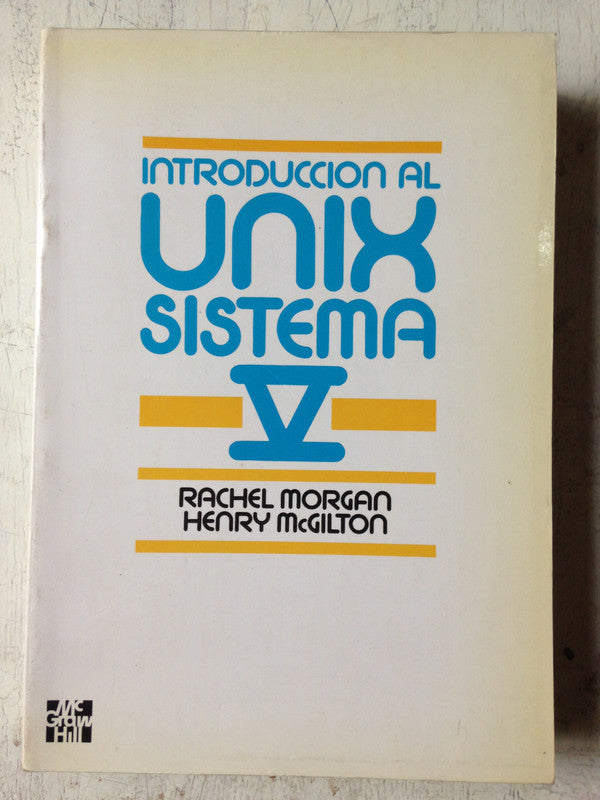 INTRODUCCION AL
UNIX
SISTEMA
V
RACHEL MORGAN
HENRY McGILTON
Mc
Graw
Hill